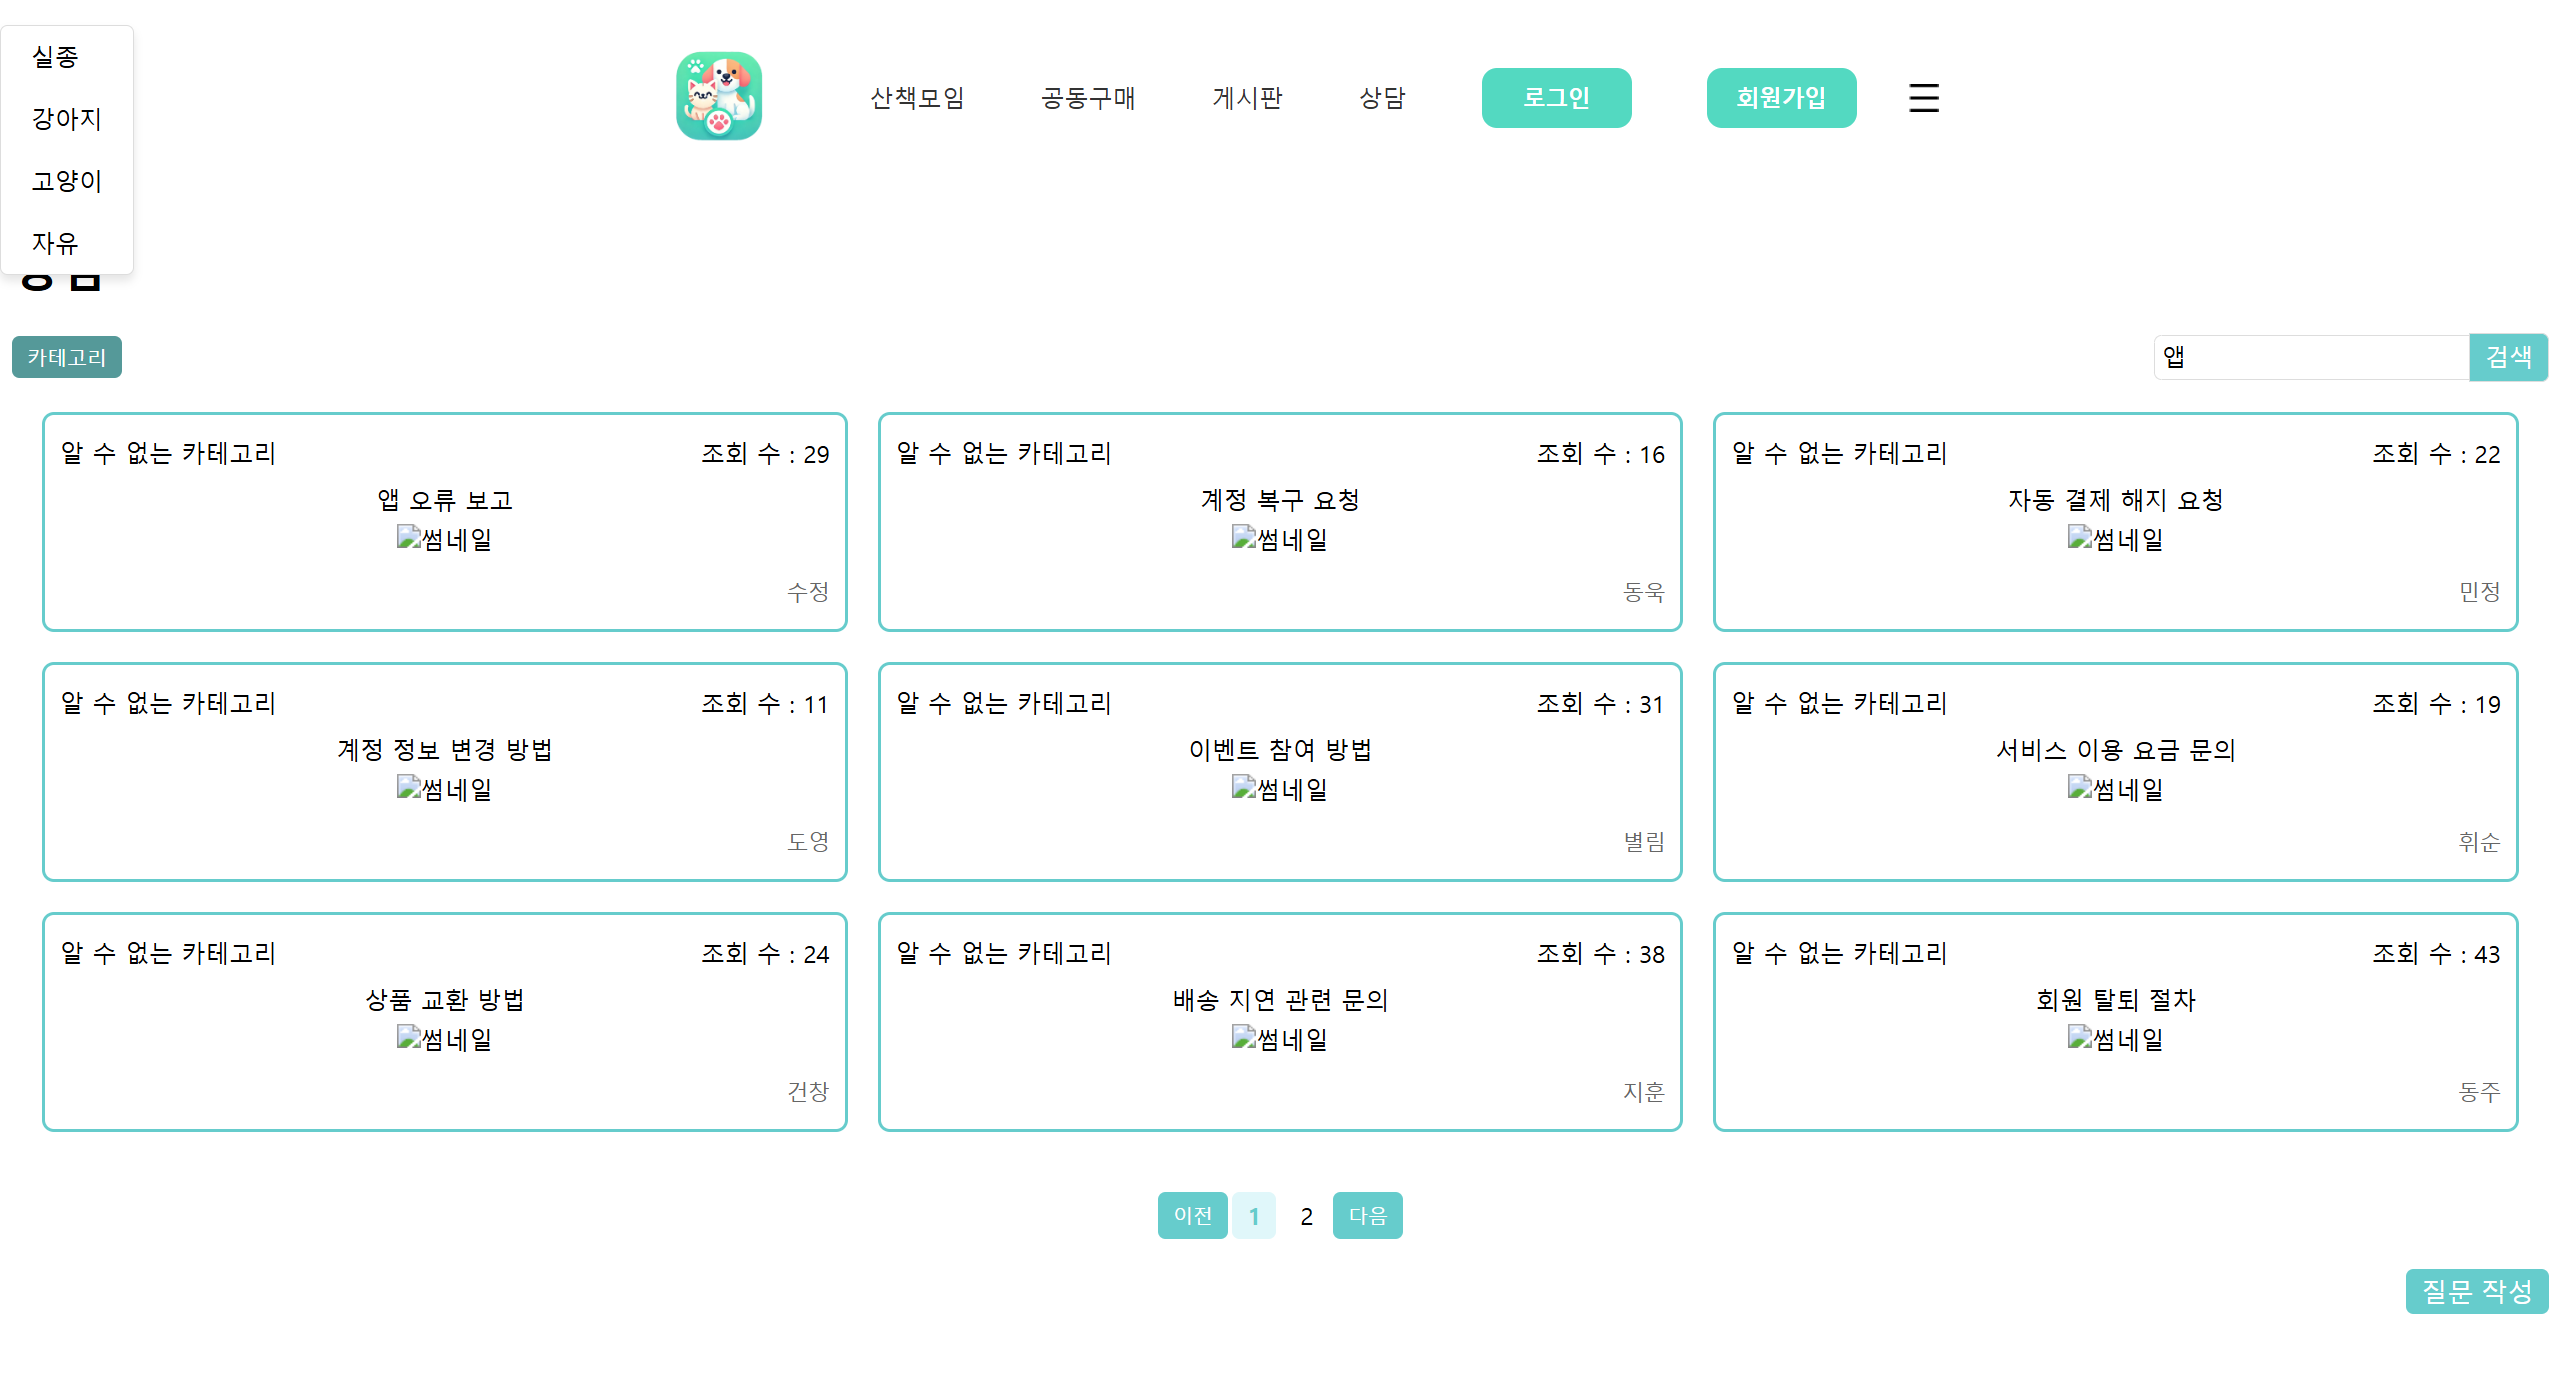 실종
강아지
고양이
자유
산책모임 공동구매 게시판 상담 로그인 회원가입
카테고리
앱 검색
알 수 없는 카테고리 조회 수 : 29
앱 오류 보고
썸네일
수정
알 수 없는 카테고리 조회 수 : 16
계정 복구 요청
썸네일
동욱
알 수 없는 카테고리 조회 수 : 22
자동 결제 해지 요청
썸네일
민정
알 수 없는 카테고리 조회 수 : 11
계정 정보 변경 방법
썸네일
도영
알 수 없는 카테고리 조회 수 : 31
이벤트 참여 방법
썸네일
별림
알 수 없는 카테고리 조회 수 : 19
서비스 이용 요금 문의
썸네일
휘순
알 수 없는 카테고리 조회 수 : 24
상품 교환 방법
썸네일
건창
알 수 없는 카테고리 조회 수 : 38
배송 지연 관련 문의
썸네일
지훈
알 수 없는 카테고리 조회 수 : 43
회원 탈퇴 절차
썸네일
동주
이전 1 2 다음
질문 작성